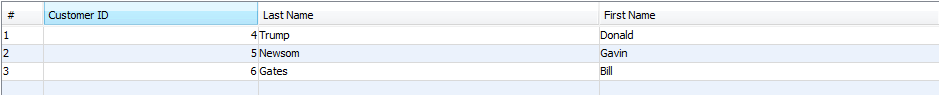 # Customer ID Last Name First Name
1 4 Trump Donald
2 5 Newsom Gavin
3 6 Gates Bill